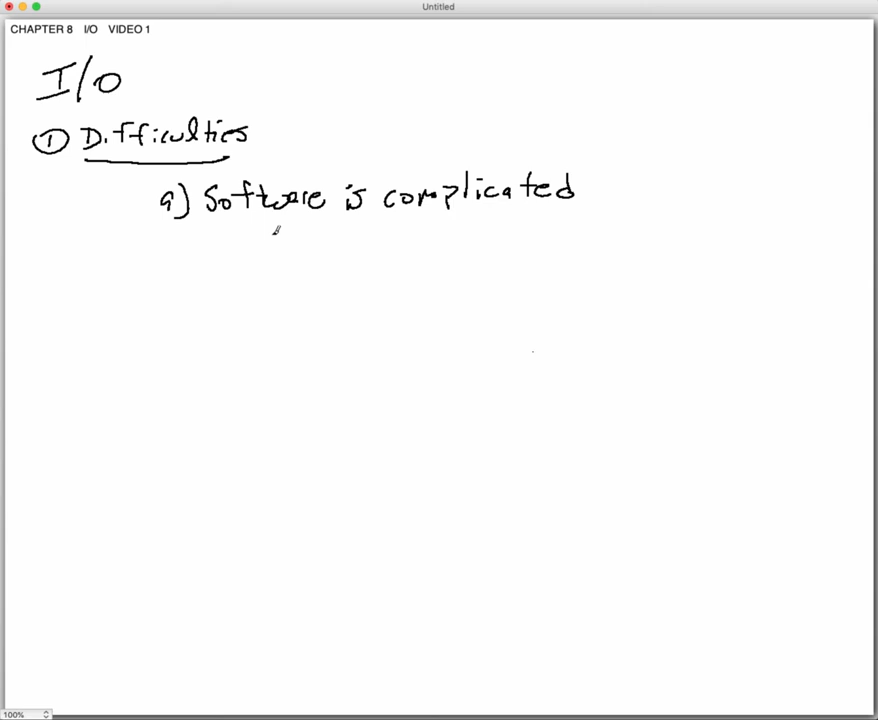 Untitled
CHAPTER 8 I/O VIDEO 1
I/O
① Difficulties
a) Software is complicated
100%